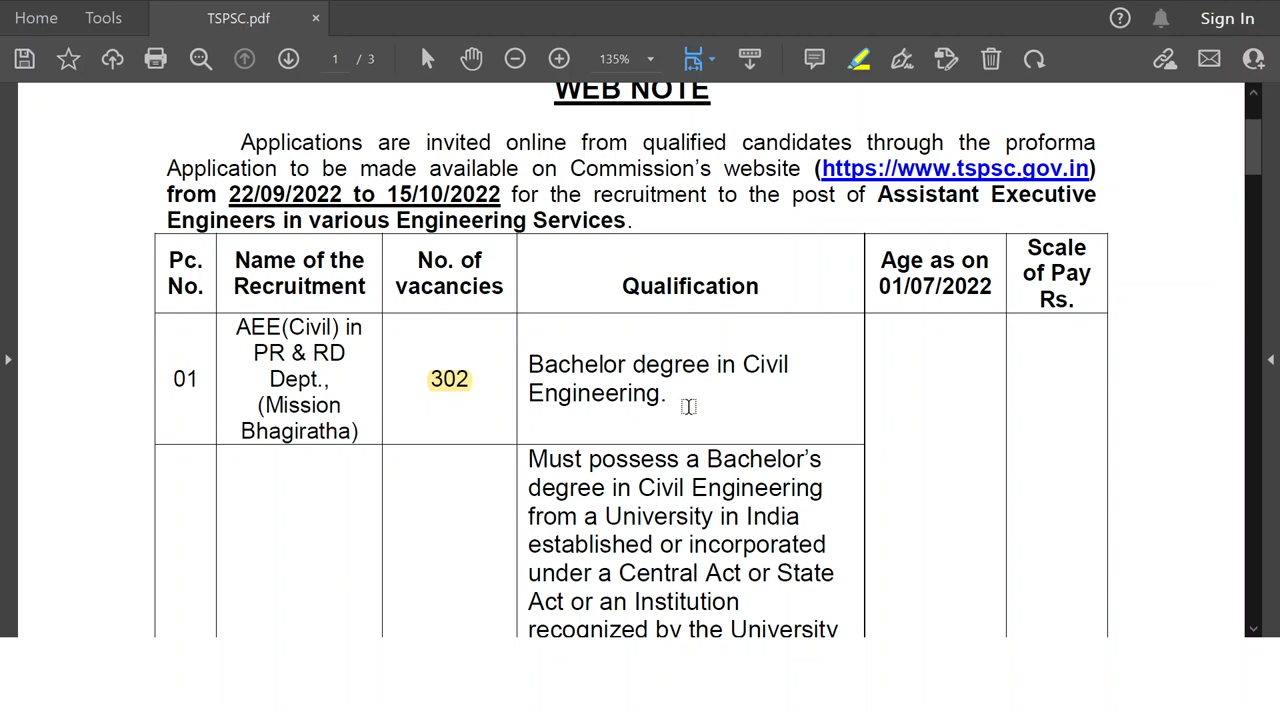 Home Tools TSPSC.pdf × Sign In
1 / 3 135%
WEB NOTE
Applications are invited online from qualified candidates through the proforma
Application to be made available on Commission's website (https://www.tspsc.gov.in)
from 22/09/2022 to 15/10/2022 for the recruitment to the post of Assistant Executive
Engineers in various Engineering Services.
Pc. No.
Name of the Recruitment
No. of vacancies
Qualification
Age as on 01/07/2022
Scale of Pay Rs.
01
AEE(Civil) in
PR & RD
Dept.,
(Mission
Bhagiratha)
302
Bachelor degree in Civil
Engineering.
Must possess a Bachelor's
degree in Civil Engineering
from a University in India
established or incorporated
under a Central Act or State
Act or an Institution
recognized by the University